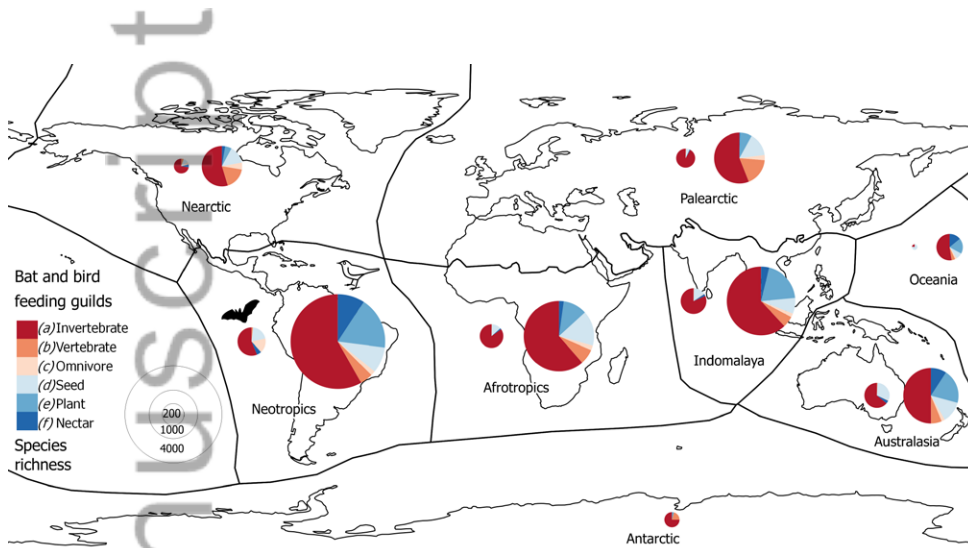 nuscript
Nearctic
Palearctic
Oceania
Bat and bird
feeding guilds
(a) Invertebrate
(b) Vertebrate
(c) Omnivore
(d) Seed
(e) Plant
(f) Nectar
Species
richness
200
1000
4000
Neotropics
Afrotropics
Indomalaya
Australasia
Antarctic